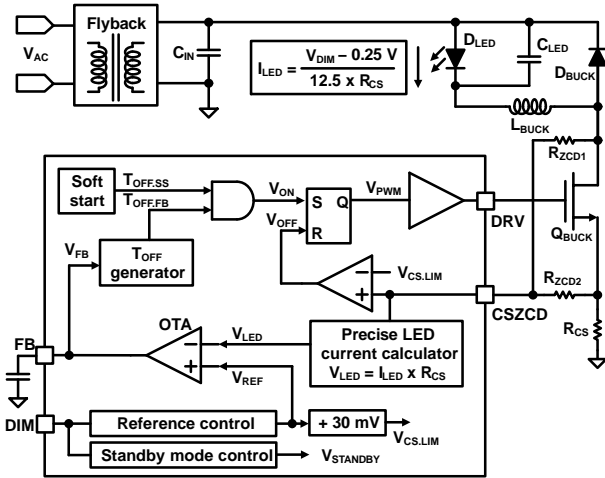 Flyback
V_AC
C_IN
I_LED = (V_DIM – 0.25 V) / (12.5 x R_CS)
D_LED
C_LED
D_BUCK
L_BUCK
R_ZCD1
Soft start
T_OFF.SS
T_OFF.FB
V_ON
S Q
R
V_PWM
DRV
Q_BUCK
V_OFF
V_FB
T_OFF generator
V_CS.LIM
–
+
CSZCD
R_ZCD2
R_CS
FB
OTA
–
+
V_LED
V_REF
Precise LED
current calculator
V_LED = I_LED x R_CS
DIM
Reference control
+ 30 mV
V_CS.LIM
Standby mode control
V_STANDBY